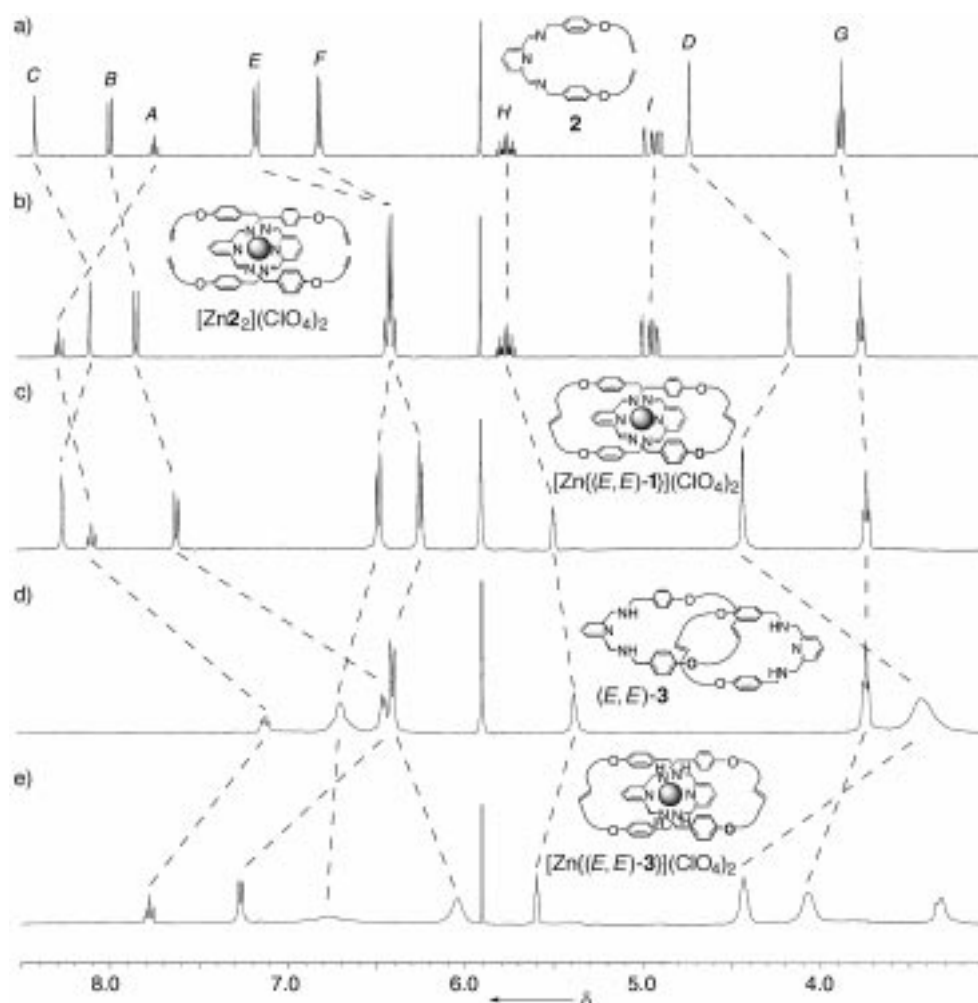 a)
C
B
A
E
F
H
2
I
D
G
b)
[Zn2₂](ClO₄)₂
c)
[Zn{(E,E)-1}](ClO₄)₂
d)
(E,E)-3
e)
[Zn{(E,E)-3}](ClO₄)₂
8.0
7.0
6.0
5.0
4.0
δ